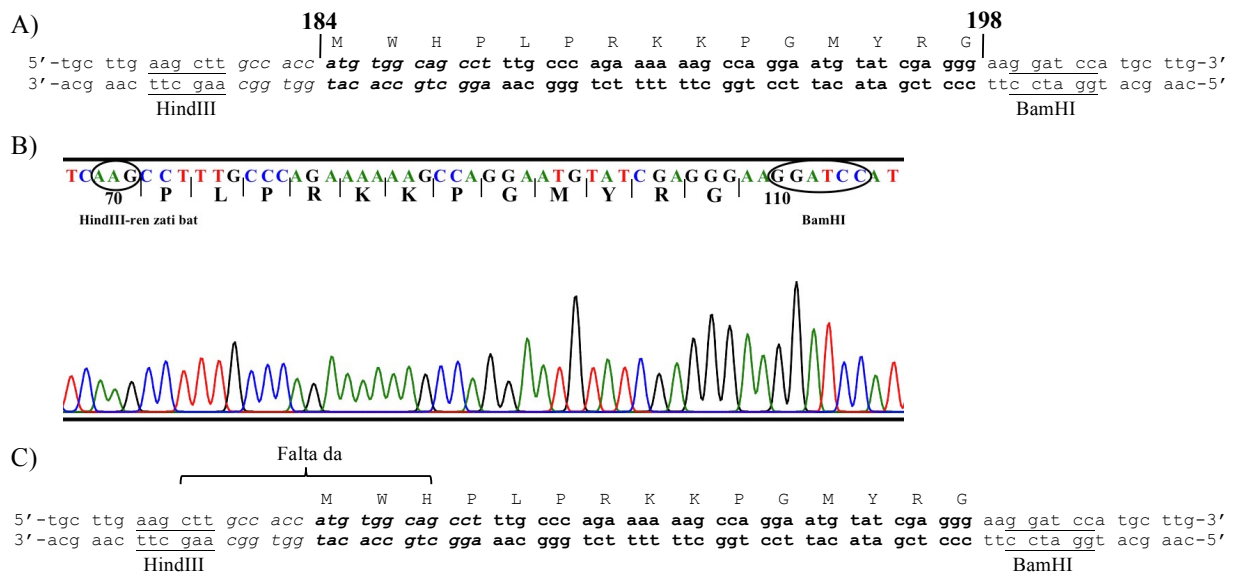 A)
184 198
M W H P L P R K K P G M Y R G
5′-tgc ttg aag ctt gcc acc atg tgg cag cct ttg ccc aga aaa aag cca gga atg tat cga ggg aag gat cca tgc ttg-3′
3′-acg aac ttc gaa cgg tgg tac acc gtc gga aac ggg tct ttt ttc ggt cct tac ata gct ccc ttc cta ggt acg aac-5′
HindIII BamHI
B)
TCAAGCCTTTGCCCAGAAAAAAGCCAGGAATGTATCGAGGGAAGGATCCAT
70 P L P R K K P G M Y R G 110
HindIII-ren zati bat BamHI
C)
Falta da
M W H P L P R K K P G M Y R G
5′-tgc ttg aag ctt gcc acc atg tgg cag cct ttg ccc aga aaa aag cca gga atg tat cga ggg aag gat cca tgc ttg-3′
3′-acg aac ttc gaa cgg tgg tac acc gtc gga aac ggg tct ttt ttc ggt cct tac ata gct ccc ttc cta ggt acg aac-5′
HindIII BamHI